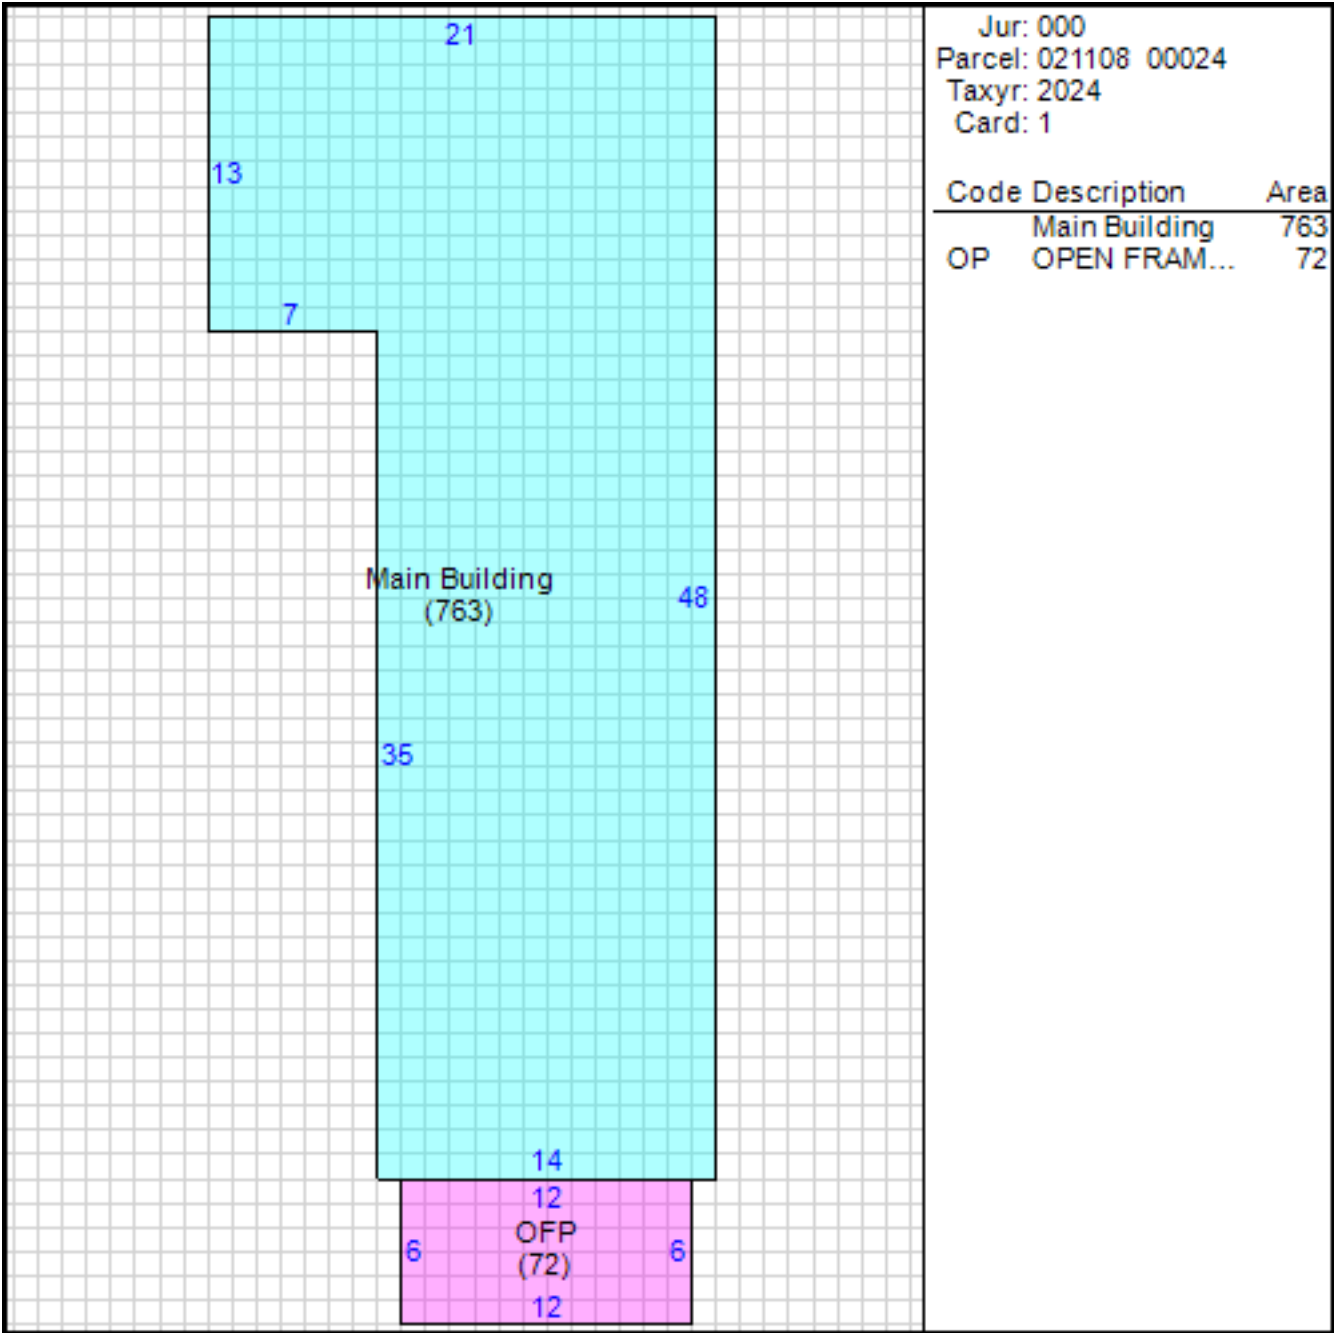 21
13
7
Main Building
(763)
48
35
14
12
OFP
(72)
6
6
12
Jur: 000
Parcel: 021108 00024
Taxyr: 2024
Card: 1
Code Description Area
Main Building 763
OP OPEN FRAM... 72